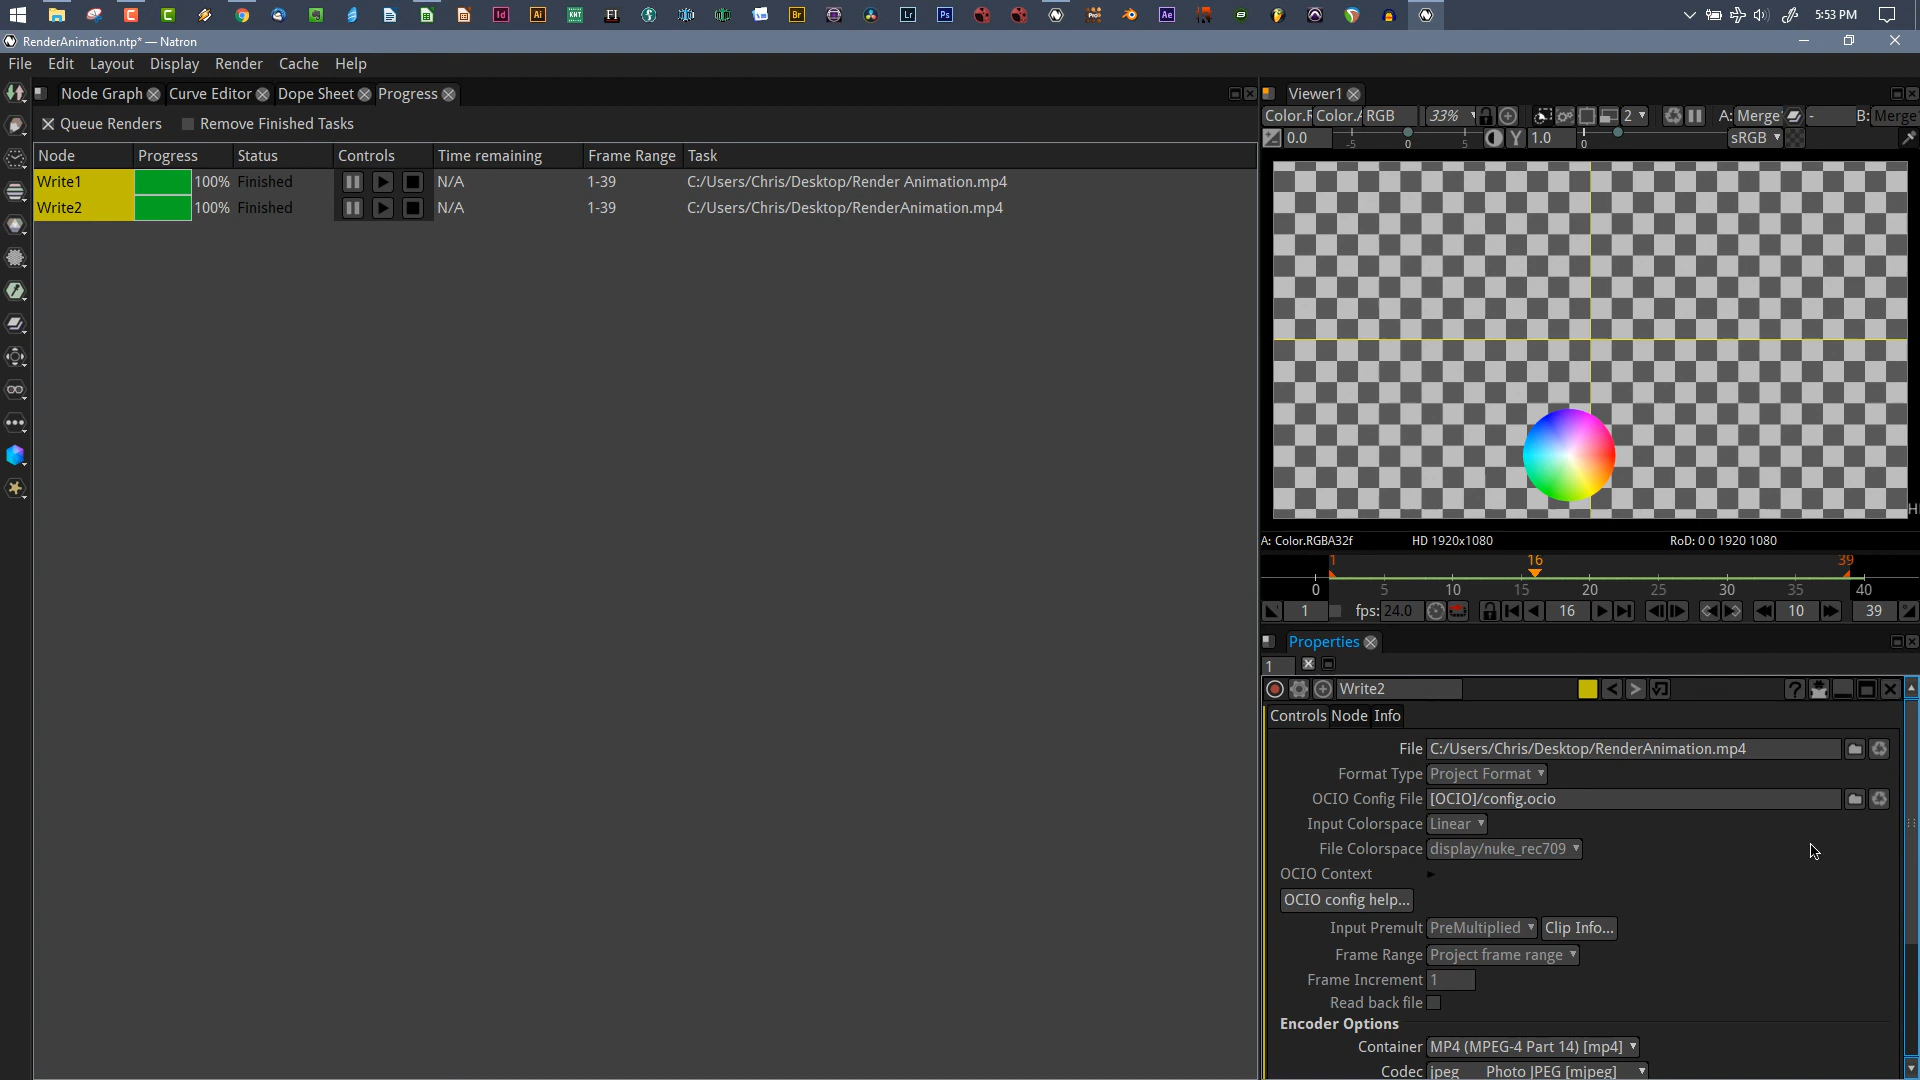 5:53 PM
RenderAnimation.ntp* — Natron
File Edit Layout Display Render Cache Help
Node Graph Curve Editor Dope Sheet Progress
Queue Renders Remove Finished Tasks
Node Progress Status Controls Time remaining Frame Range Task
Write1 100% Finished N/A 1-39 C:/Users/Chris/Desktop/Render Animation.mp4
Write2 100% Finished N/A 1-39 C:/Users/Chris/Desktop/RenderAnimation.mp4
Viewer1
Color.R Color.A RGB 33% 2 A: Merge - B: Merge
0.0 -5 0 5 1.0 0 sRGB
A: Color.RGBA32f HD 1920x1080 RoD: 0 0 1920 1080
1 16 39
0 5 10 15 20 25 30 35 40
1 fps: 24.0 16 10 39
Properties
1
Write2
Controls Node Info
File C:/Users/Chris/Desktop/RenderAnimation.mp4
Format Type Project Format
OCIO Config File [OCIO]/config.ocio
Input Colorspace Linear
File Colorspace display/nuke_rec709
OCIO Context
OCIO config help...
Input Premult PreMultiplied Clip Info...
Frame Range Project frame range
Frame Increment 1
Read back file
Encoder Options
Container MP4 (MPEG-4 Part 14) [mp4]
Codec jpeg Photo JPEG [mjpeg]